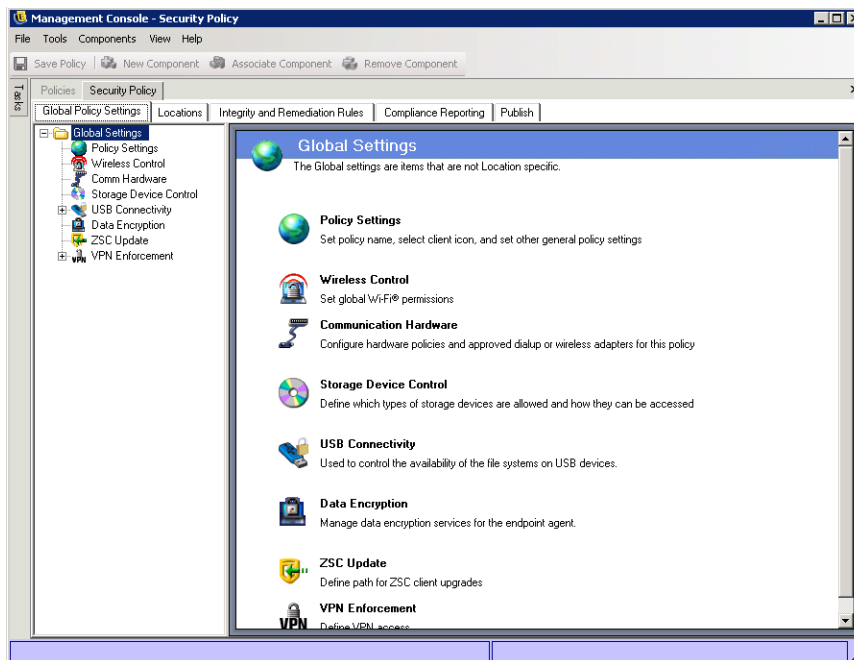 Management Console - Security Policy
File Tools Components View Help
Save Policy New Component Associate Component Remove Component
Tasks
Policies Security Policy
Global Policy Settings Locations Integrity and Remediation Rules Compliance Reporting Publish
Global Settings
Policy Settings
Wireless Control
Comm Hardware
Storage Device Control
USB Connectivity
Data Encryption
ZSC Update
VPN VPN Enforcement
Global Settings
The Global settings are items that are not Location specific.
Policy Settings
Set policy name, select client icon, and set other general policy settings
Wireless Control
Set global Wi-Fi® permissions
Communication Hardware
Configure hardware policies and approved dialup or wireless adapters for this policy
Storage Device Control
Define which types of storage devices are allowed and how they can be accessed
USB Connectivity
Used to control the availability of the file systems on USB devices.
Data Encryption
Manage data encryption services for the endpoint agent.
ZSC Update
Define path for ZSC client upgrades
VPN Enforcement
VPN Define VPN access